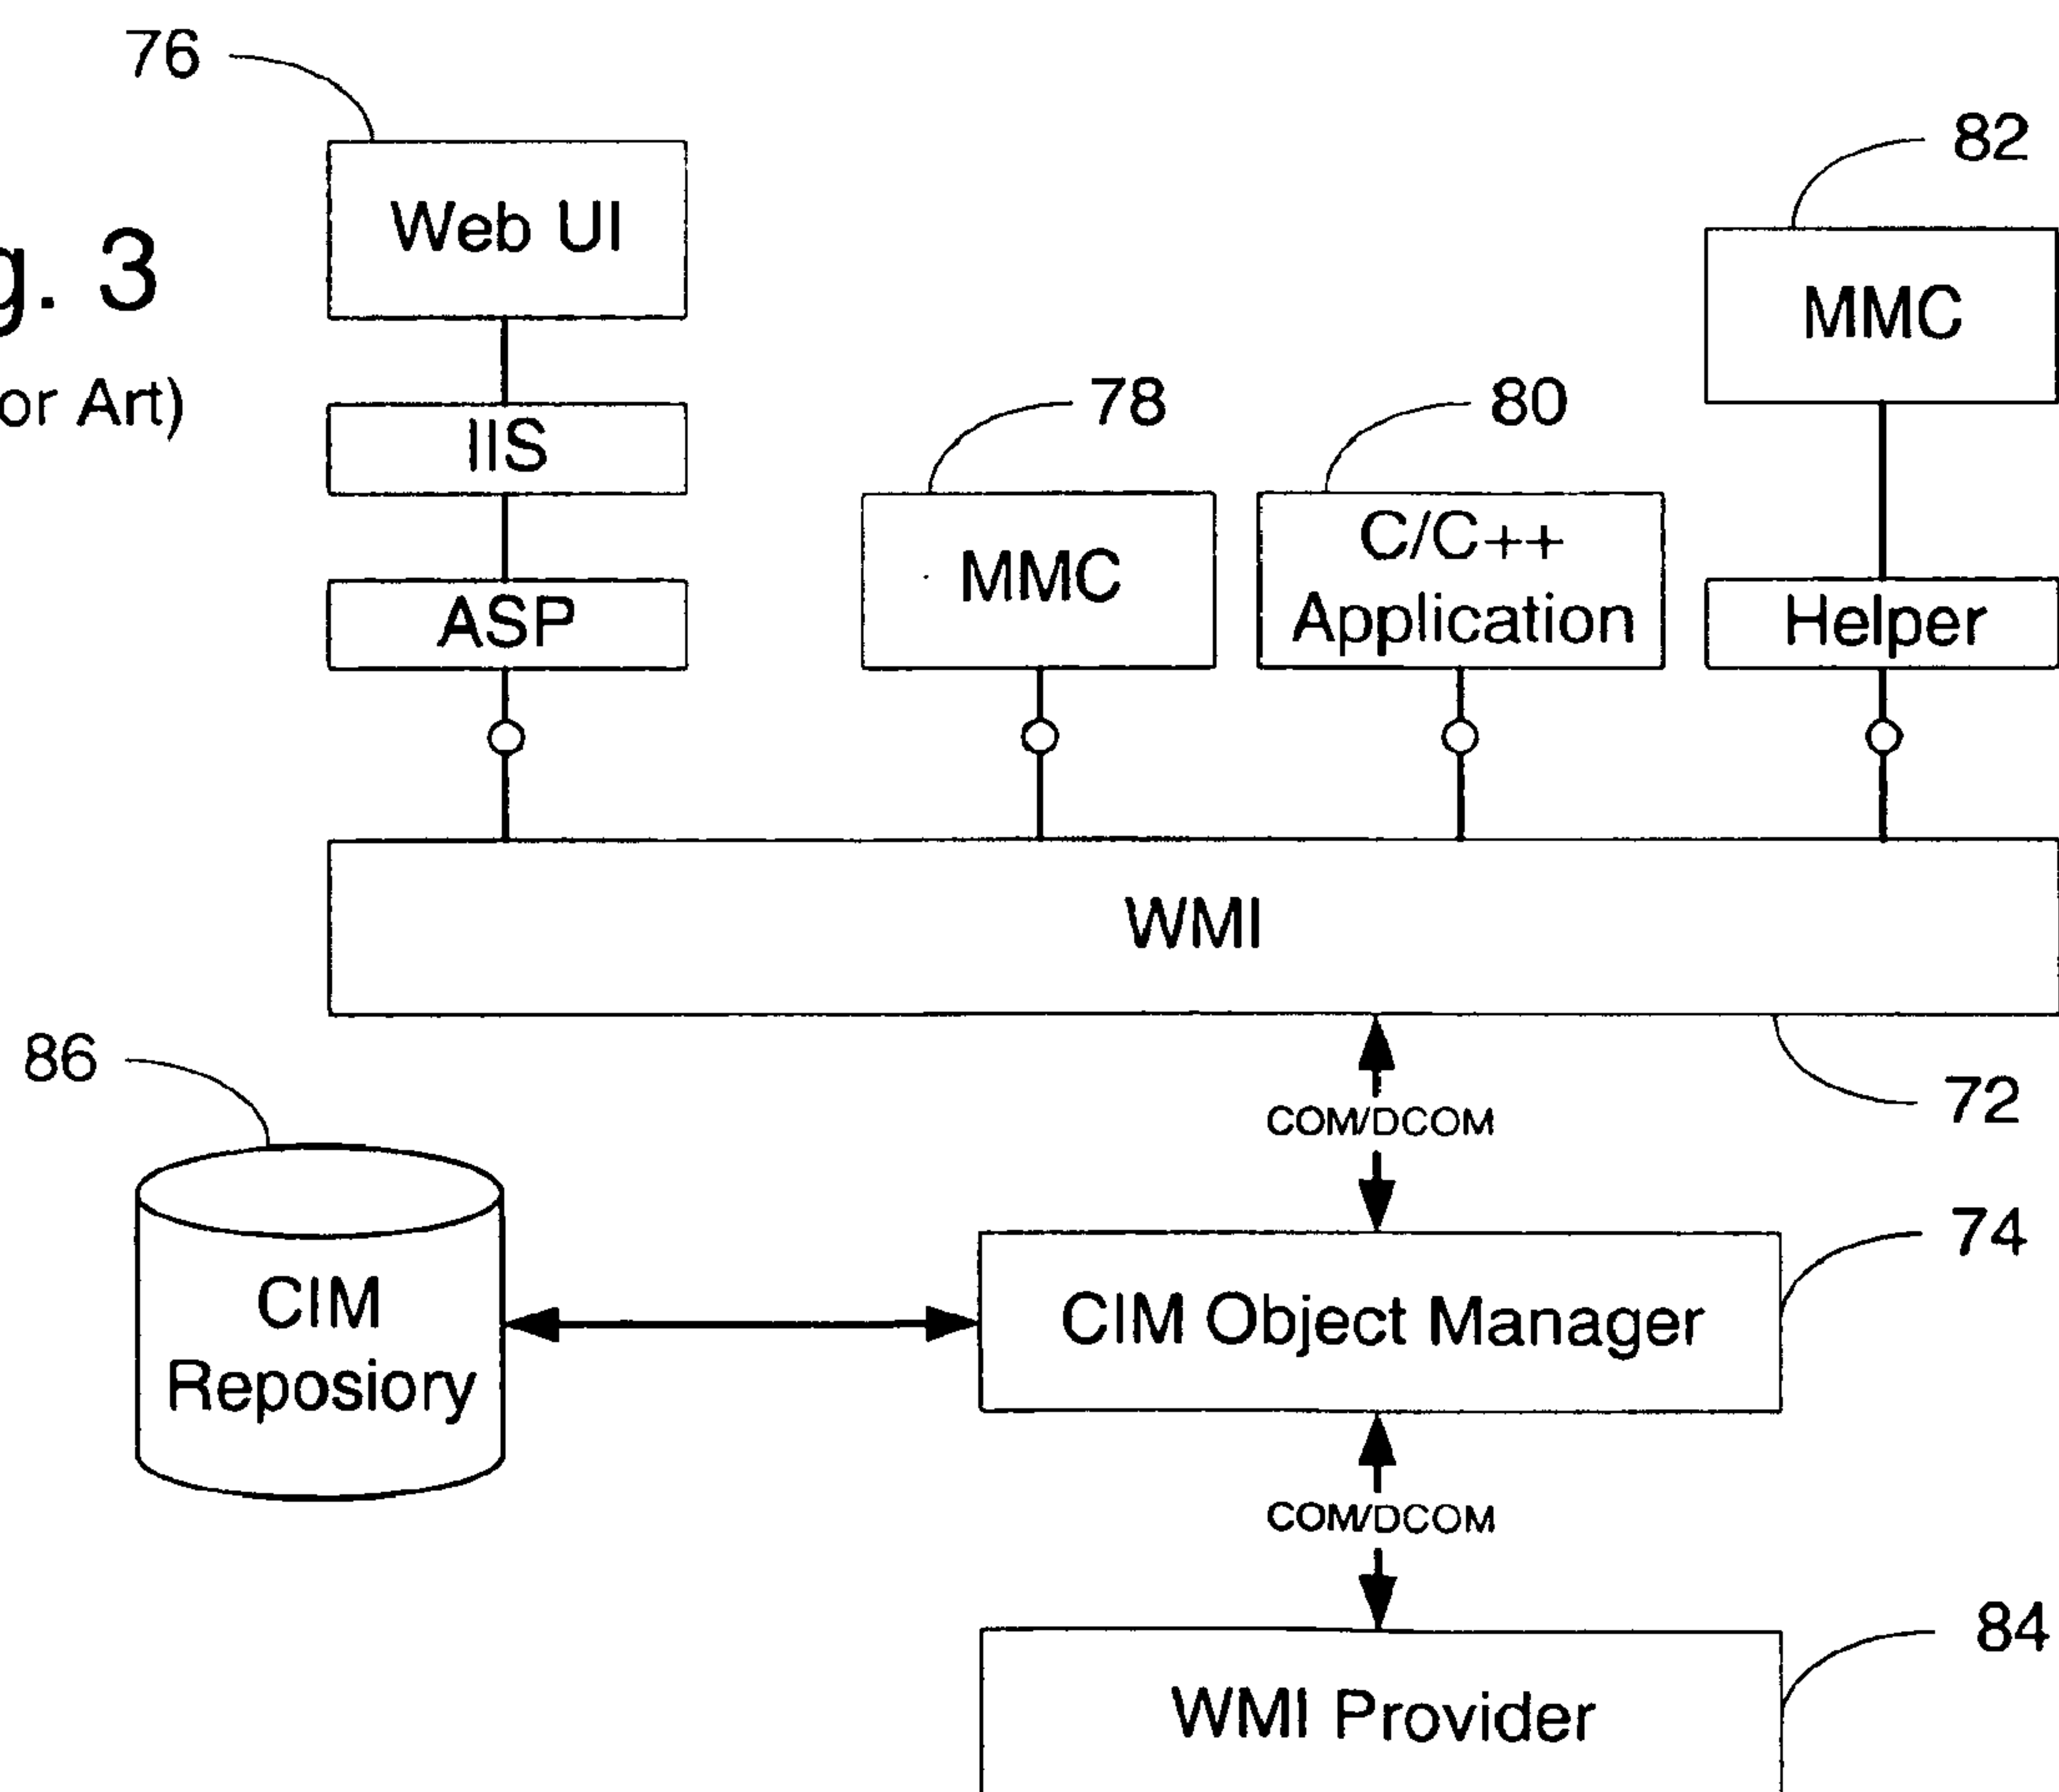 76
Web UI
82
MMC
g. 3
or Art)
IIS
78
80
ASP
MMC
C/C++
Application
Helper
WMI
86
72
COM/DCOM
CIM
Reposiory
74
CIM Object Manager
COM/DCOM
84
WMI Provider